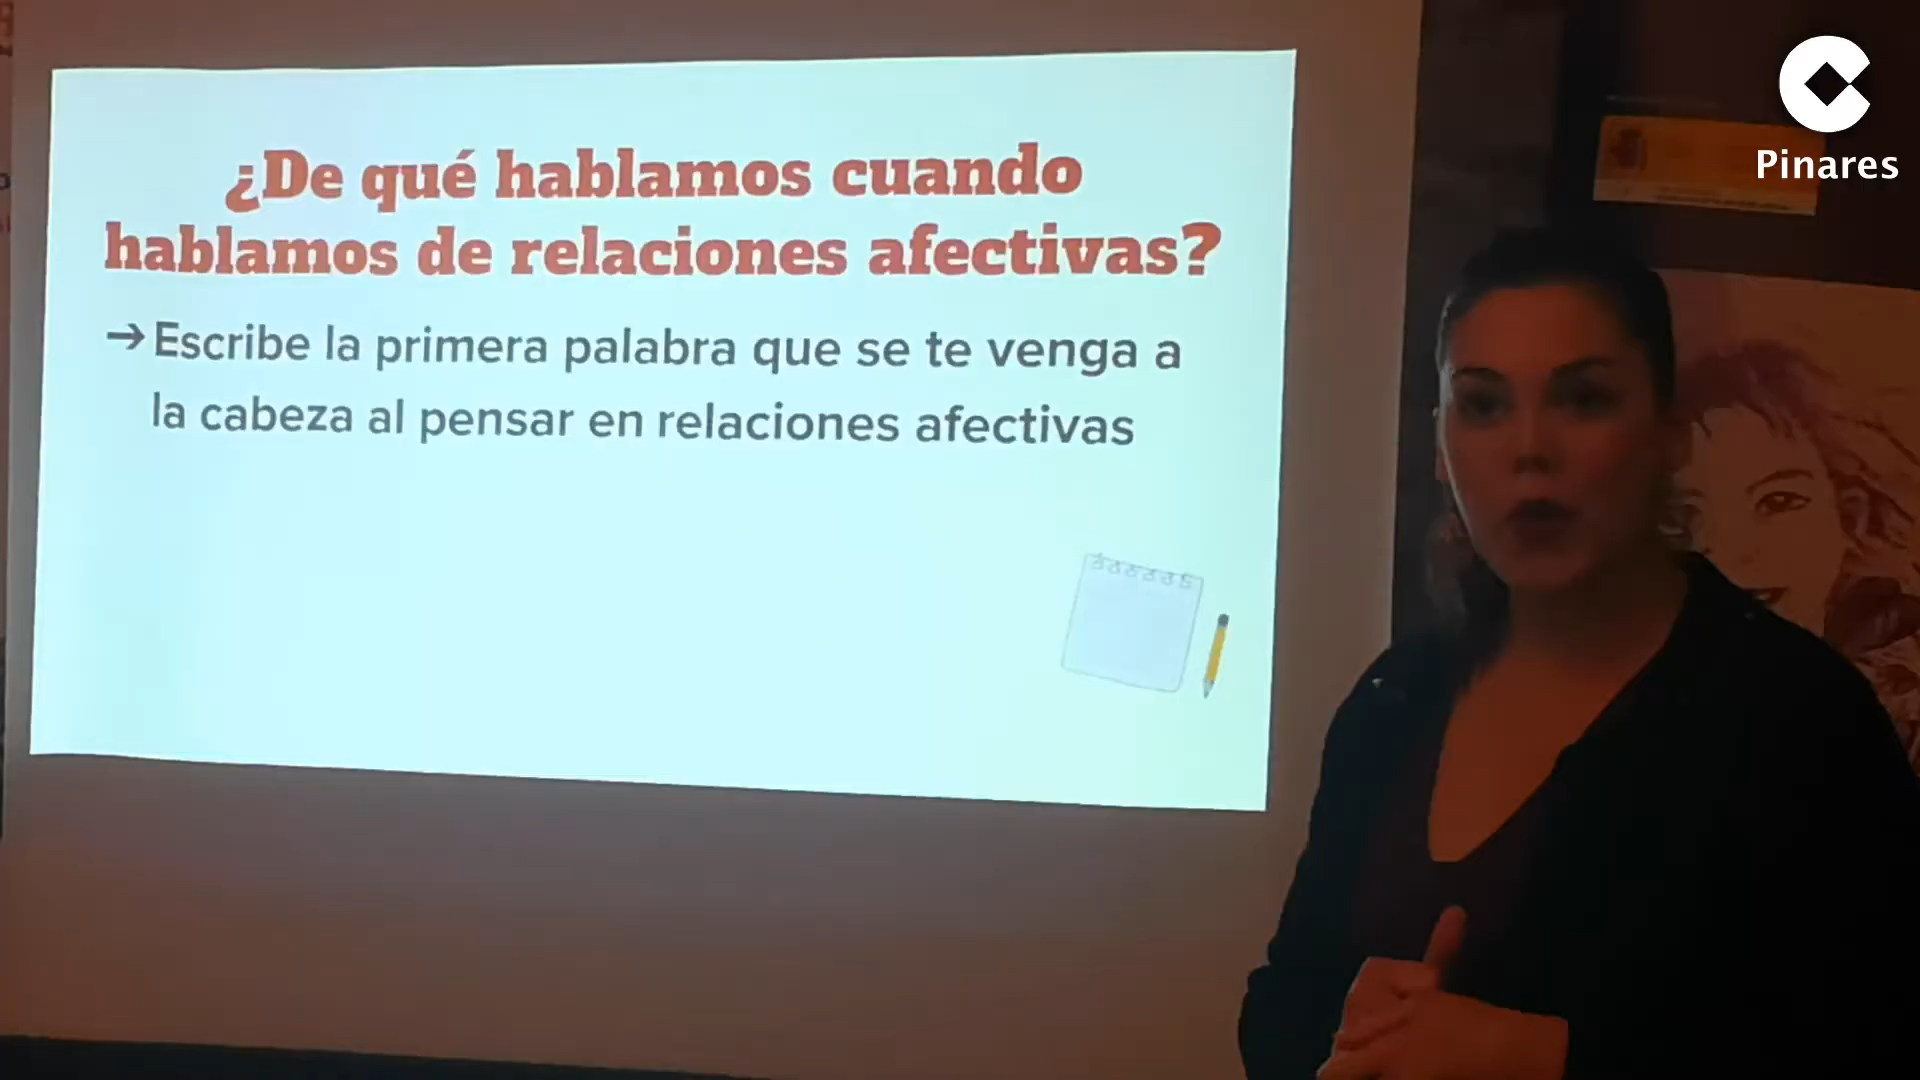 ¿De qué hablamos cuando
hablamos de relaciones afectivas?
→ Escribe la primera palabra que se te venga a
la cabeza al pensar en relaciones afectivas
Pinares